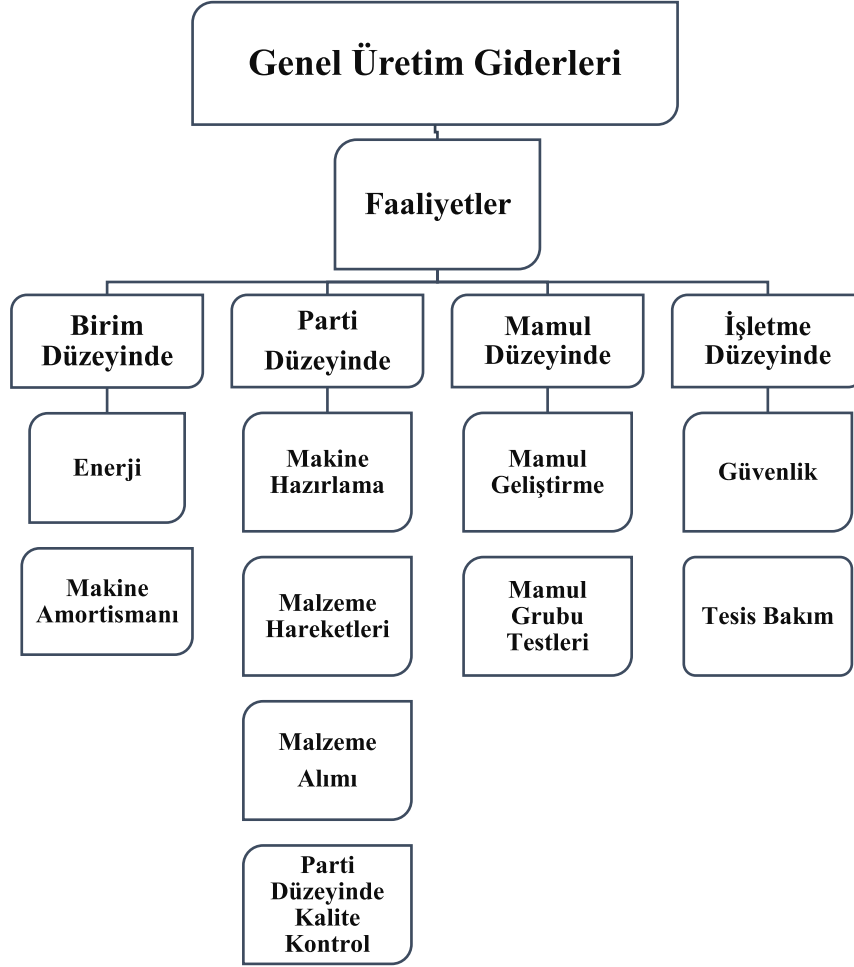 Genel Üretim Giderleri
Faaliyetler
Birim
Düzeyinde
Enerji
Makine
Amortismanı
Parti
Düzeyinde
Makine
Hazırlama
Malzeme
Hareketleri
Malzeme
Alımı
Parti
Düzeyinde
Kalite
Kontrol
Mamul
Düzeyinde
Mamul
Geliştirme
Mamul
Grubu
Testleri
İşletme
Düzeyinde
Güvenlik
Tesis Bakım